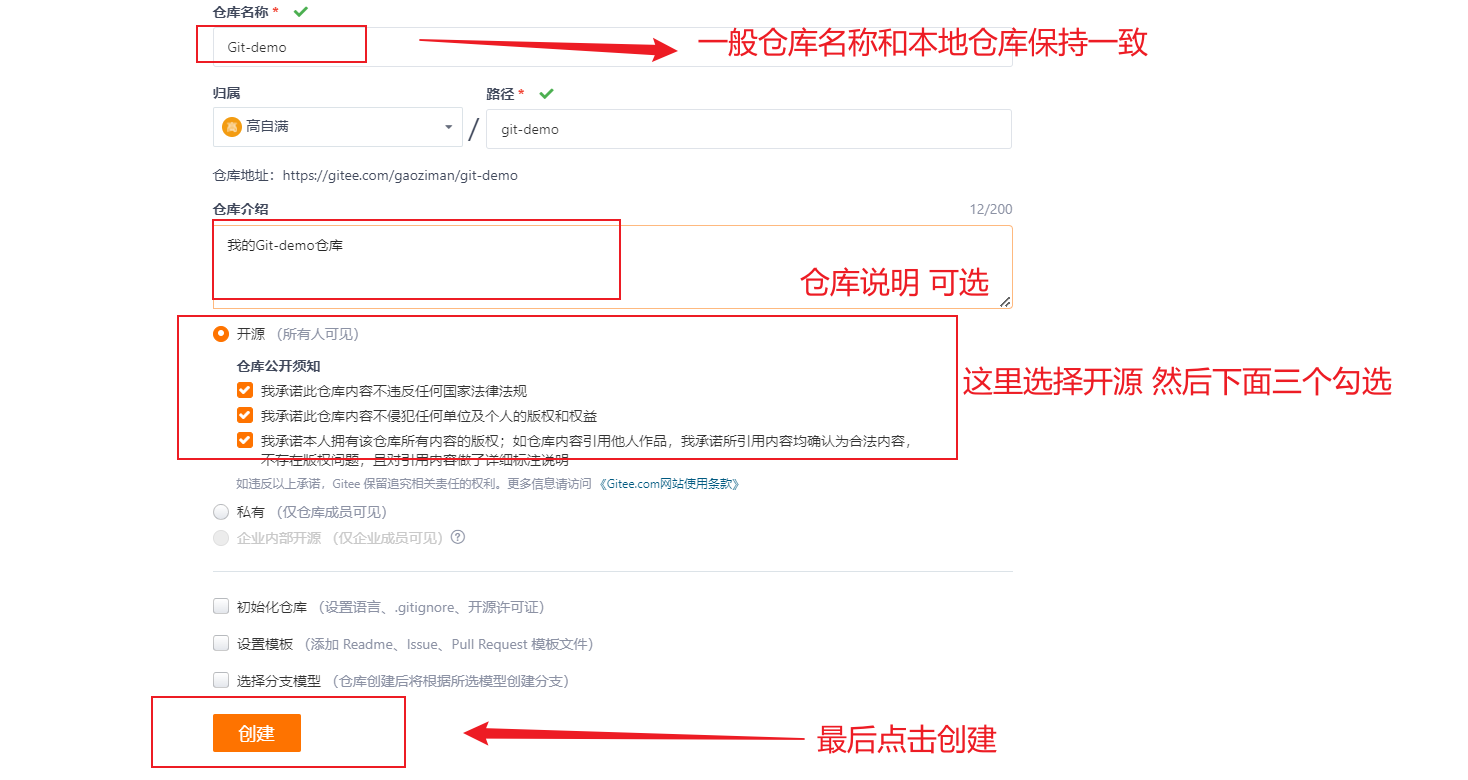 仓库名称 *
Git-demo
一般仓库名称和本地仓库保持一致
归属
路径 *
高 高自满
/
git-demo
仓库地址：https://gitee.com/gaoziman/git-demo
仓库介绍
12/200
我的Git-demo仓库
仓库说明 可选
开源 （所有人可见）
仓库公开须知
我承诺此仓库内容不违反任何国家法律法规
这里选择开源 然后下面三个勾选
我承诺此仓库内容不侵犯任何单位及个人的版权和权益
我承诺本人拥有该仓库所有内容的版权；如仓库内容引用他人作品，我承诺所引用内容均确认为合法内容，
不存在版权问题，且对引用内容做了详细标注说明
如违反以上承诺，Gitee 保留追究相关责任的权利。更多信息请访问 《Gitee.com网站使用条款》
私有 （仅仓库成员可见）
企业内部开源 （仅企业成员可见） ?
初始化仓库 （设置语言、.gitignore、开源许可证）
设置模板 （添加 Readme、Issue、Pull Request 模板文件）
选择分支模型 （仓库创建后将根据所选模型创建分支）
创建
最后点击创建